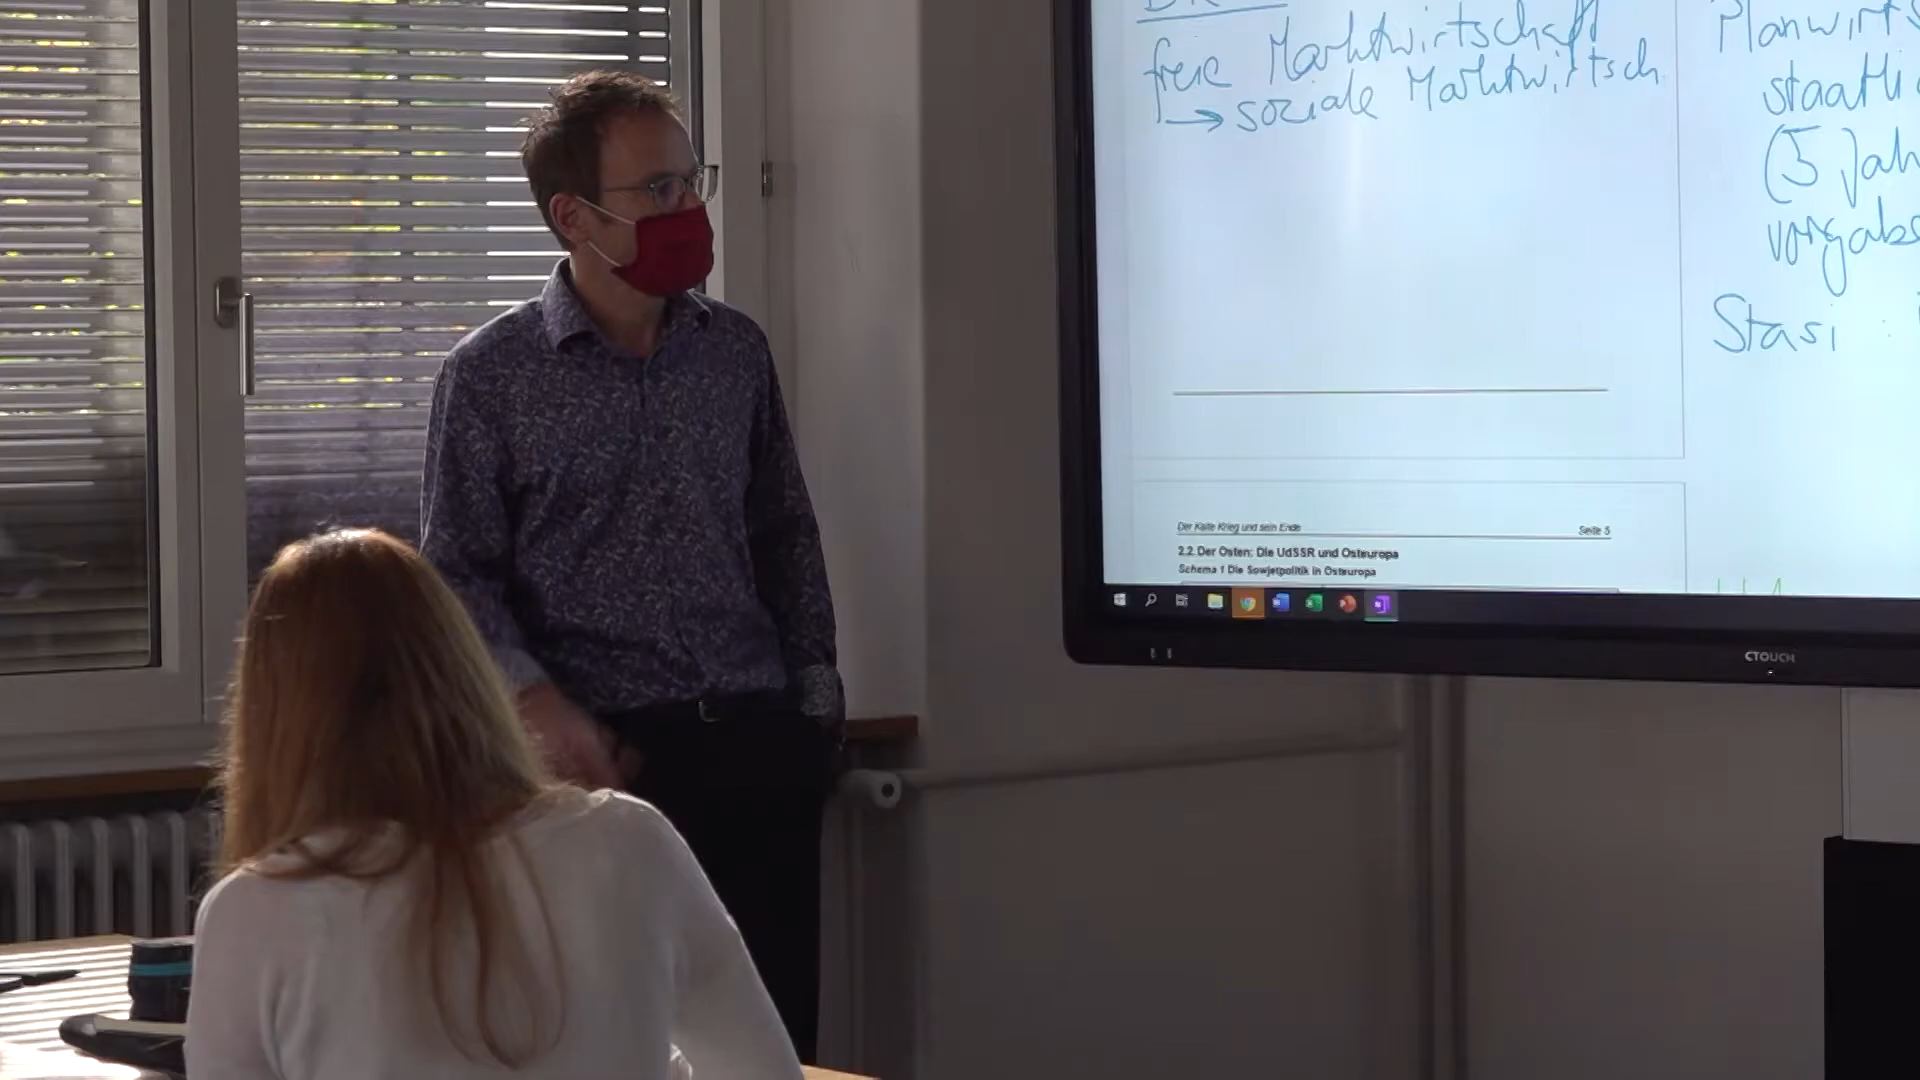 freie Marktwirtschaft
→ soziale Marktwirtsch
Planwirts
staatli
(5 Jah
vorgabe
Stasi :
Der Kalte Krieg und sein Ende Seite 5
2.2. Der Osten: Die UdSSR und Osteuropa
Schema 1 Die Sowjetpolitik in Osteuropa
CTOUCH